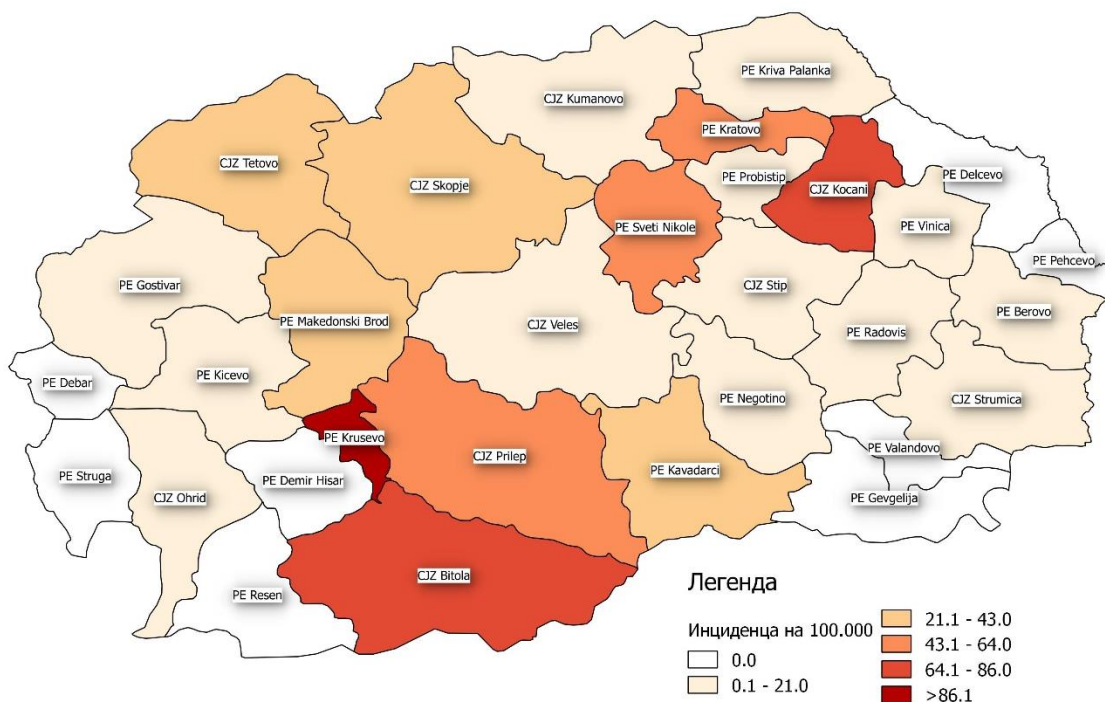 PE Kriva Palanka
CJZ Kumanovo
PE Kratovo
CJZ Tetovo
PE Delcevo
PE Probistip
CJZ Skopje
CJZ Kocani
PE Vinica
PE Sveti Nikole
PE Pehcevo
CJZ Stip
PE Gostivar
PE Berovo
PE Makedonski Brod
CJZ Veles
PE Radovis
PE Kicevo
PE Debar
CJZ Strumica
PE Negotino
PE Krusevo
PE Valandovo
CJZ Prilep
PE Struga
PE Demir Hisar
PE Kavadarci
CJZ Ohrid
PE Gevgelija
CJZ Bitola
PE Resen
Легенда
Инциденца на 100.000
0.0
0.1 - 21.0
21.1 - 43.0
43.1 - 64.0
64.1 - 86.0
>86.1